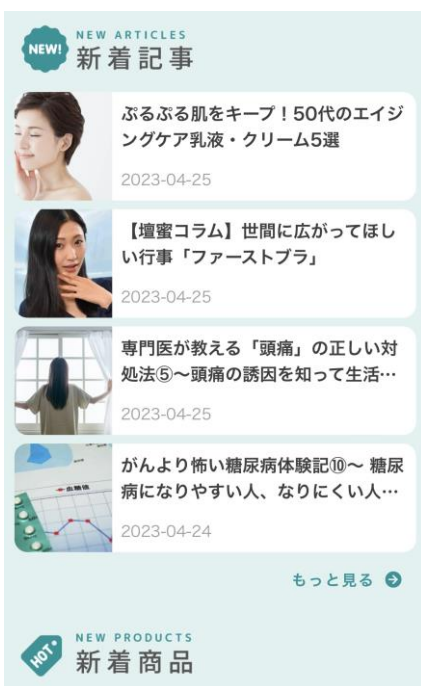 NEW!
NEW ARTICLES
新着記事
ぷるぷる肌をキープ！50代のエイジ
ングケア乳液・クリーム5選
2023-04-25
【壇蜜コラム】世間に広がってほし
い行事「ファーストブラ」
2023-04-25
専門医が教える「頭痛」の正しい対
処法⑤〜頭痛の誘因を知って生活…
2023-04-25
血糖値
がんより怖い糖尿病体験記⑩〜 糖尿
病になりやすい人、なりにくい人…
2023-04-24
もっと見る
HOT
NEW PRODUCTS
新着商品